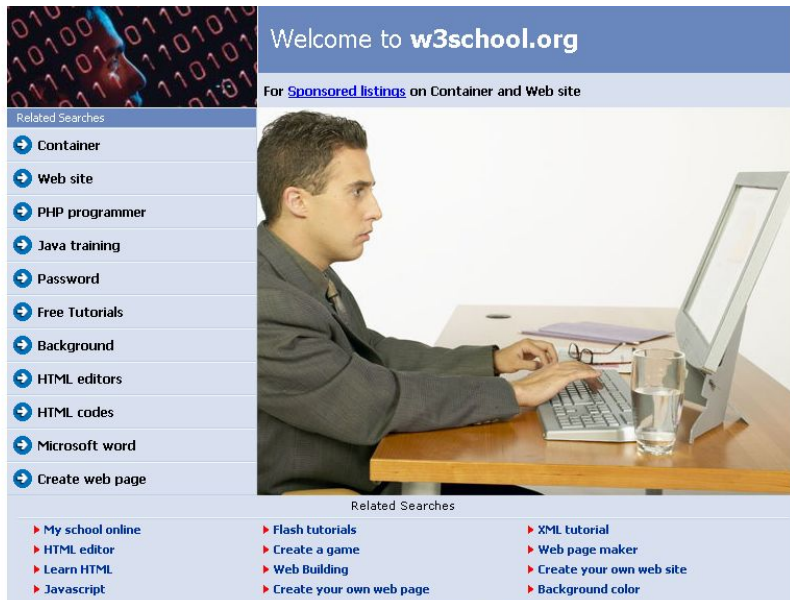 Welcome to w3school.org
For Sponsored listings on Container and Web site
Related Searches
Container
Web site
PHP programmer
Java training
Password
Free Tutorials
Background
HTML editors
HTML codes
Microsoft word
Create web page
Related Searches
My school online
HTML editor
Learn HTML
Javascript
Flash tutorials
Create a game
Web Building
Create your own web page
XML tutorial
Web page maker
Create your own web site
Background color